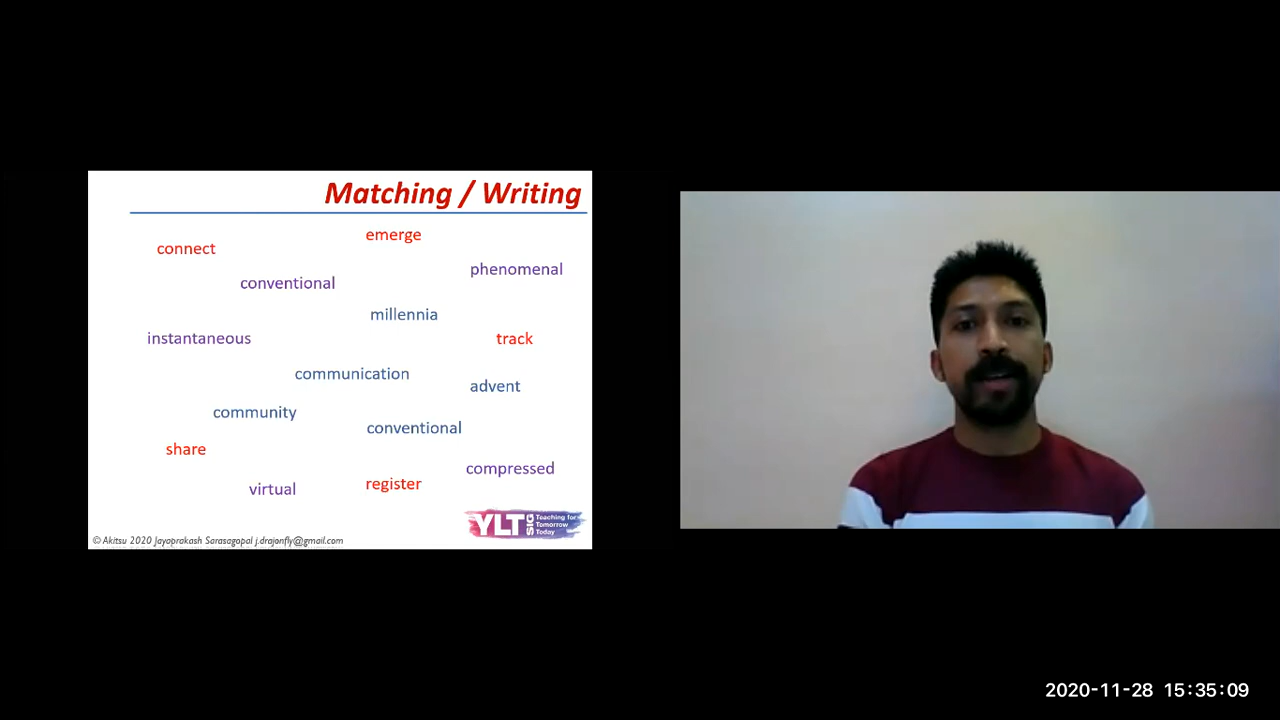 Matching / Writing
emerge
connect
phenomenal
conventional
millennia
instantaneous
track
communication
advent
community
conventional
share
compressed
register
virtual
YLT SIG Teaching for
Tomorrow
Today
© Akitsu 2020 Jayaprakash Sarasagopal j.drajonfly@gmail.com
2020-11-28 15:35:09